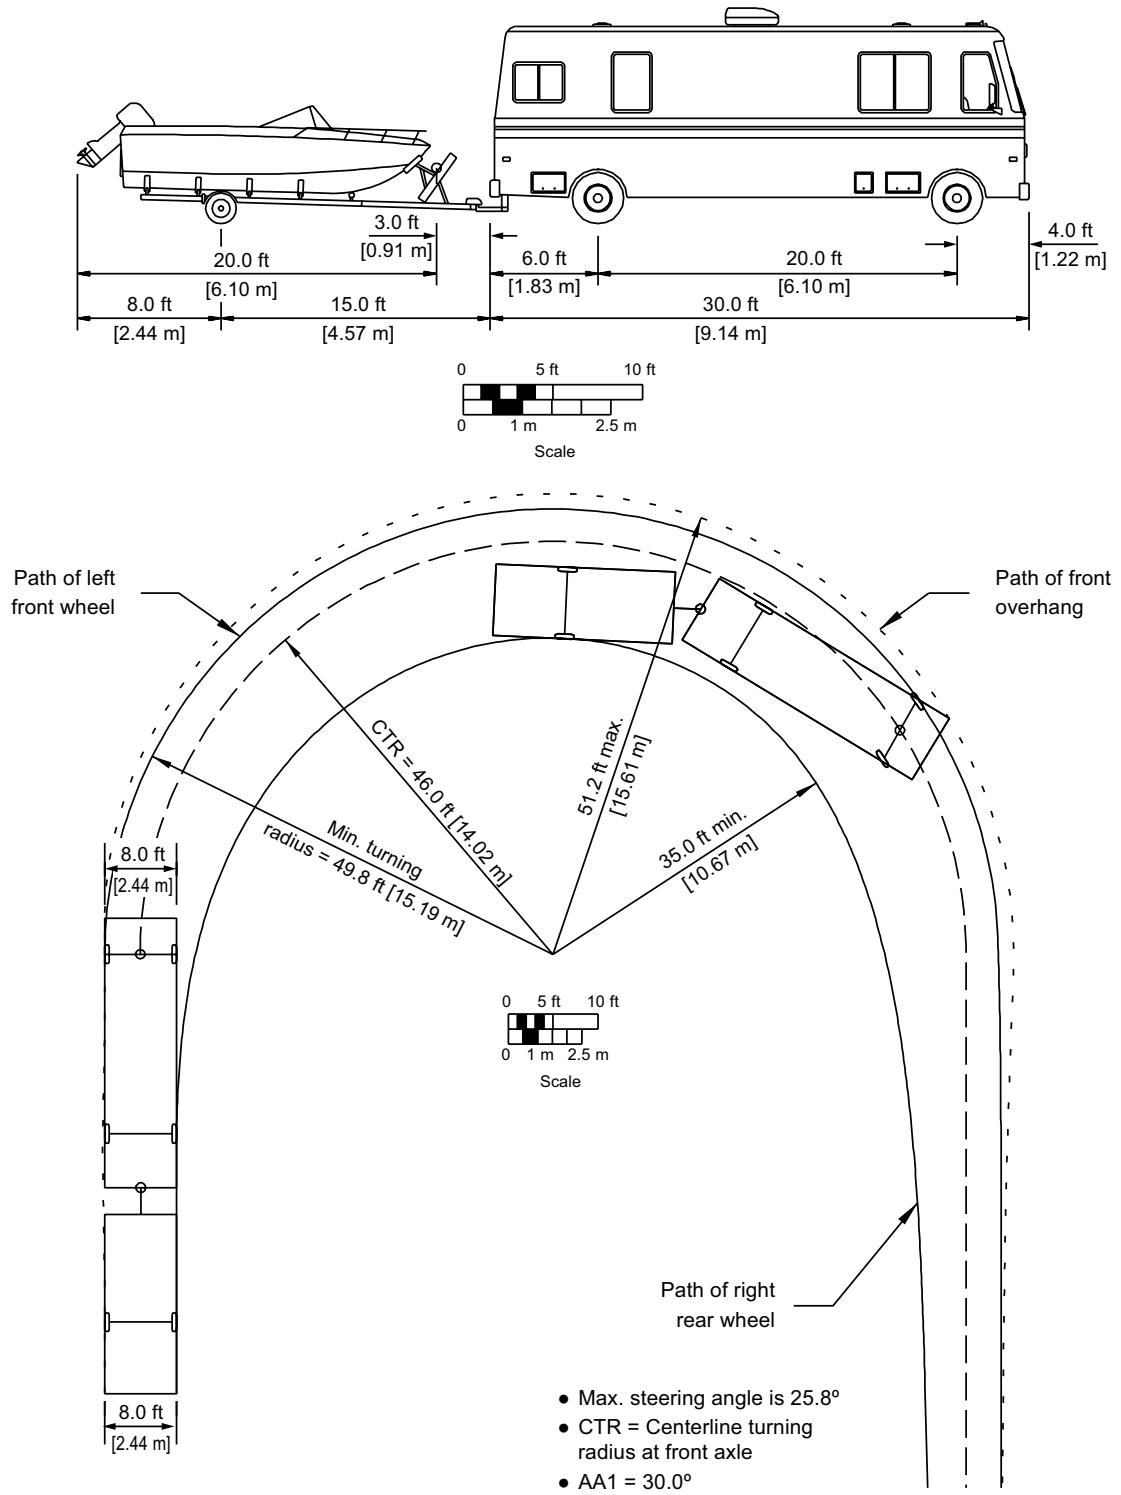 3.0 ft
[0.91 m]
4.0 ft
[1.22 m]
20.0 ft
[6.10 m]
6.0 ft
[1.83 m]
20.0 ft
[6.10 m]
8.0 ft
[2.44 m]
15.0 ft
[4.57 m]
30.0 ft
[9.14 m]
0 5 ft 10 ft
0 1 m 2.5 m
Scale
Path of left
front wheel
Path of front
overhang
CTR = 46.0 ft [14.02 m]
51.2 ft max.
[15.61 m]
Min. turning
radius = 49.8 ft [15.19 m]
35.0 ft min.
[10.67 m]
8.0 ft
[2.44 m]
0 5 ft 10 ft
0 1 m 2.5 m
Scale
Path of right
rear wheel
8.0 ft
[2.44 m]
● Max. steering angle is 25.8º
● CTR = Centerline turning
radius at front axle
● AA1 = 30.0º